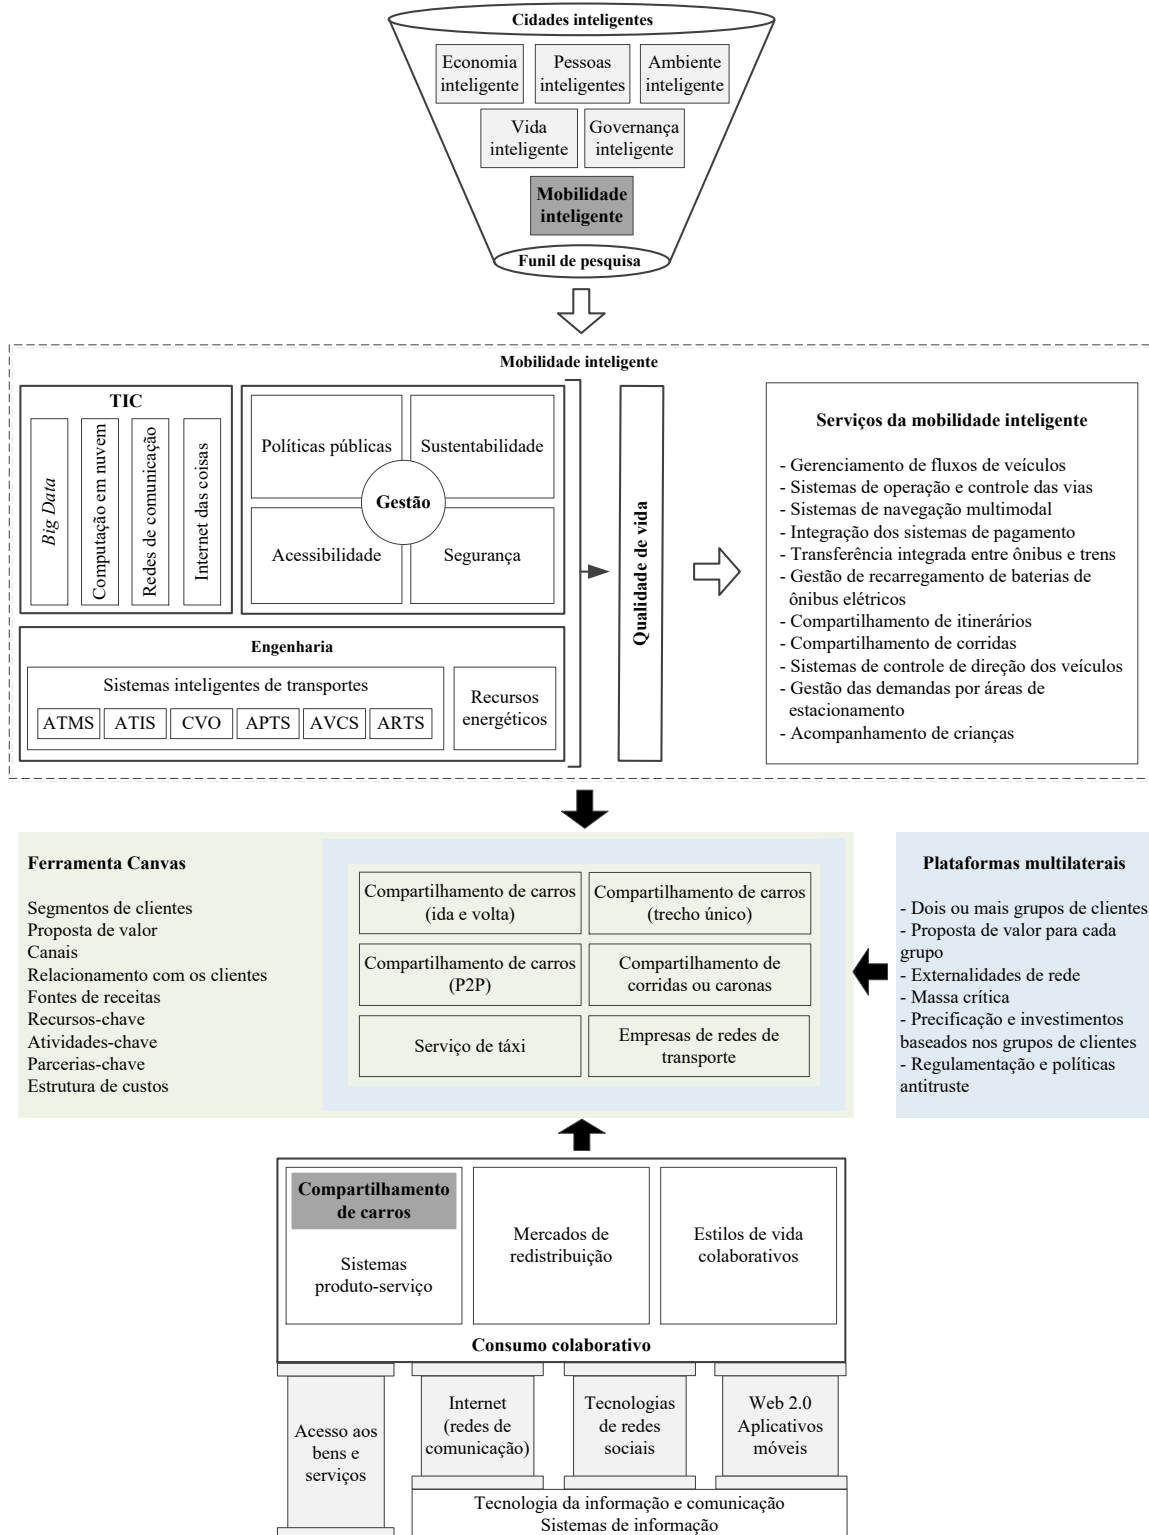 Cidades inteligentes
Economia
inteligente
Pessoas
inteligentes
Ambiente
inteligente
Vida
inteligente
Governança
inteligente
Mobilidade
inteligente
Funil de pesquisa
Mobilidade inteligente
TIC
Big Data
Computação em nuvem
Redes de comunicação
Internet das coisas
Políticas públicas
Sustentabilidade
Gestão
Acessibilidade
Segurança
Engenharia
Sistemas inteligentes de transportes
ATMS
ATIS
CVO
APTS
AVCS
ARTS
Recursos
energéticos
Qualidade de vida
Serviços da mobilidade inteligente
- Gerenciamento de fluxos de veículos
- Sistemas de operação e controle das vias
- Sistemas de navegação multimodal
- Integração dos sistemas de pagamento
- Transferência integrada entre ônibus e trens
- Gestão de recarregamento de baterias de
ônibus elétricos
- Compartilhamento de itinerários
- Compartilhamento de corridas
- Sistemas de controle de direção dos veículos
- Gestão das demandas por áreas de
estacionamento
- Acompanhamento de crianças
Ferramenta Canvas
Segmentos de clientes
Proposta de valor
Canais
Relacionamento com os clientes
Fontes de receitas
Recursos-chave
Atividades-chave
Parcerias-chave
Estrutura de custos
Compartilhamento de carros
(ida e volta)
Compartilhamento de carros
(trecho único)
Compartilhamento de carros
(P2P)
Compartilhamento de
corridas ou caronas
Serviço de táxi
Empresas de redes de
transporte
Plataformas multilaterais
- Dois ou mais grupos de clientes
- Proposta de valor para cada
grupo
- Externalidades de rede
- Massa crítica
- Precificação e investimentos
baseados nos grupos de clientes
- Regulamentação e políticas
antitruste
Compartilhamento
de carros
Sistemas
produto-serviço
Mercados de
redistribuição
Estilos de vida
colaborativos
Consumo colaborativo
Acesso aos
bens e
serviços
Internet
(redes de
comunicação)
Tecnologias
de redes
sociais
Web 2.0
Aplicativos
móveis
Tecnologia da informação e comunicação
Sistemas de informação